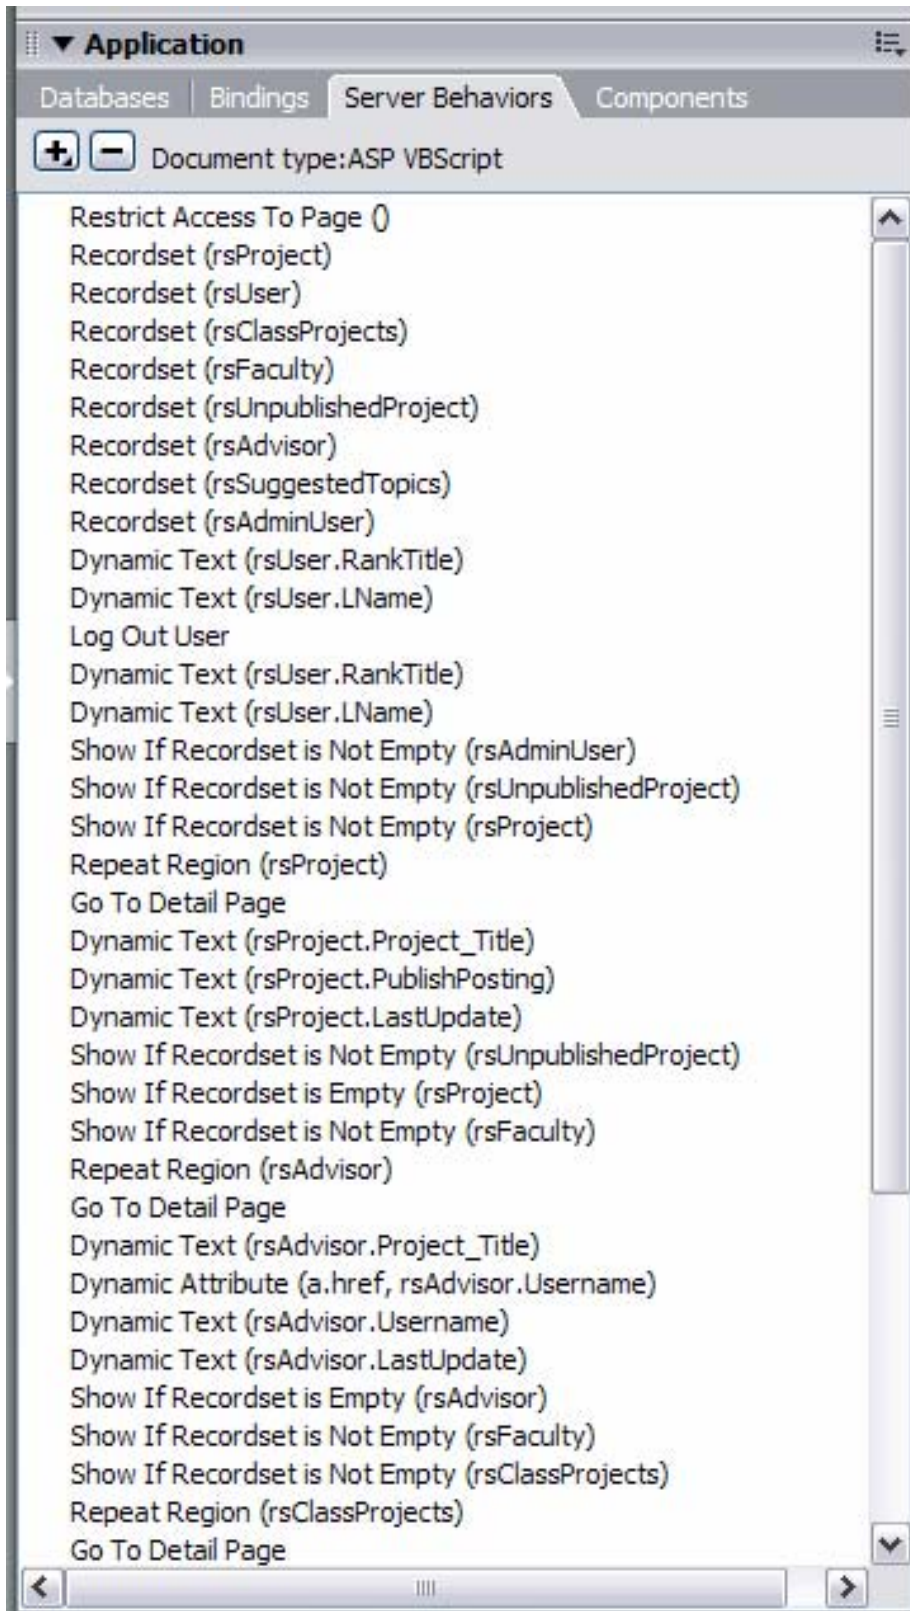 Application
Databases Bindings Server Behaviors Components
Document type:ASP VBScript
Restrict Access To Page ()
Recordset (rsProject)
Recordset (rsUser)
Recordset (rsClassProjects)
Recordset (rsFaculty)
Recordset (rsUnpublishedProject)
Recordset (rsAdvisor)
Recordset (rsSuggestedTopics)
Recordset (rsAdminUser)
Dynamic Text (rsUser.RankTitle)
Dynamic Text (rsUser.LName)
Log Out User
Dynamic Text (rsUser.RankTitle)
Dynamic Text (rsUser.LName)
Show If Recordset is Not Empty (rsAdminUser)
Show If Recordset is Not Empty (rsUnpublishedProject)
Show If Recordset is Not Empty (rsProject)
Repeat Region (rsProject)
Go To Detail Page
Dynamic Text (rsProject.Project_Title)
Dynamic Text (rsProject.PublishPosting)
Dynamic Text (rsProject.LastUpdate)
Show If Recordset is Not Empty (rsUnpublishedProject)
Show If Recordset is Empty (rsProject)
Show If Recordset is Not Empty (rsFaculty)
Repeat Region (rsAdvisor)
Go To Detail Page
Dynamic Text (rsAdvisor.Project_Title)
Dynamic Attribute (a.href, rsAdvisor.Username)
Dynamic Text (rsAdvisor.Username)
Dynamic Text (rsAdvisor.LastUpdate)
Show If Recordset is Empty (rsAdvisor)
Show If Recordset is Not Empty (rsFaculty)
Show If Recordset is Not Empty (rsClassProjects)
Repeat Region (rsClassProjects)
Go To Detail Page